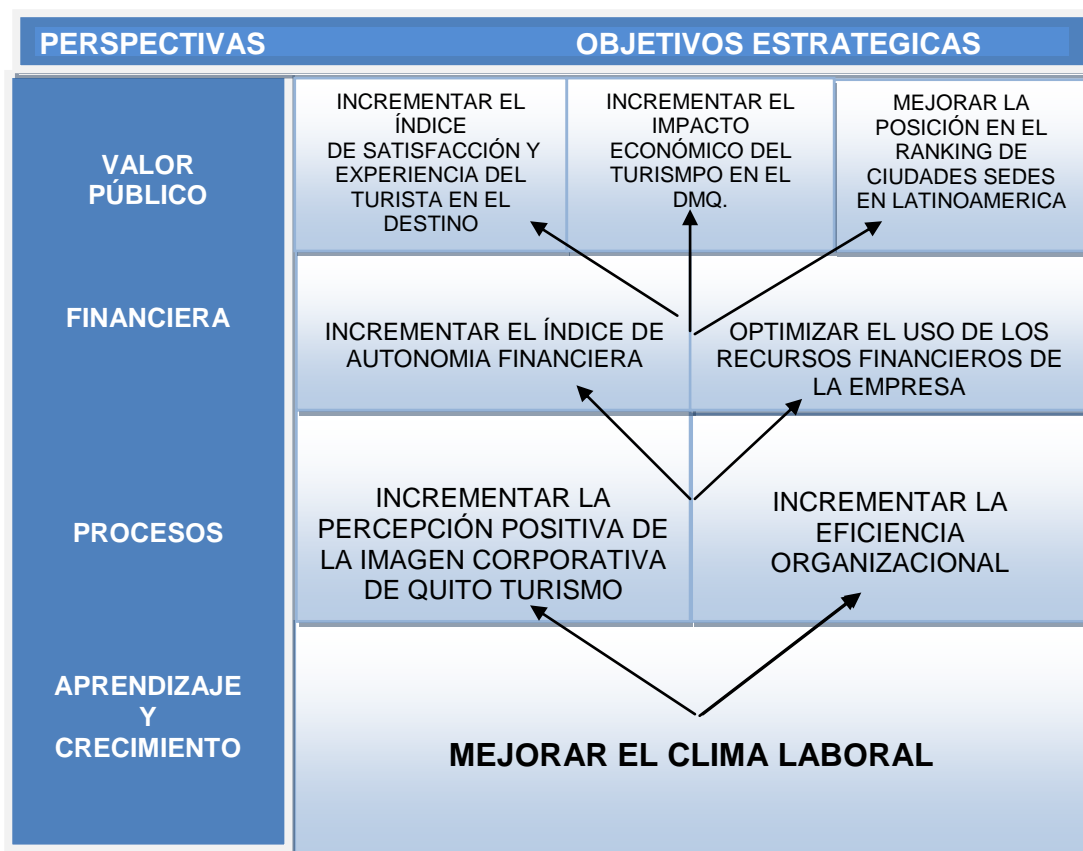 PERSPECTIVAS OBJETIVOS ESTRATEGICAS
VALOR
PÚBLICO
INCREMENTAR EL
ÍNDICE
DE SATISFACCIÓN Y
EXPERIENCIA DEL
TURISTA EN EL
DESTINO
INCREMENTAR EL
IMPACTO
ECONÓMICO DEL
TURISMPO EN EL
DMQ.
MEJORAR LA
POSICIÓN EN EL
RANKING DE
CIUDADES SEDES
EN LATINOAMERICA
FINANCIERA
INCREMENTAR EL ÍNDICE DE
AUTONOMIA FINANCIERA
OPTIMIZAR EL USO DE LOS
RECURSOS FINANCIEROS DE
LA EMPRESA
PROCESOS
INCREMENTAR LA
PERCEPCIÓN POSITIVA DE
LA IMAGEN CORPORATIVA
DE QUITO TURISMO
INCREMENTAR LA
EFICIENCIA
ORGANIZACIONAL
APRENDIZAJE
Y
CRECIMIENTO
MEJORAR EL CLIMA LABORAL